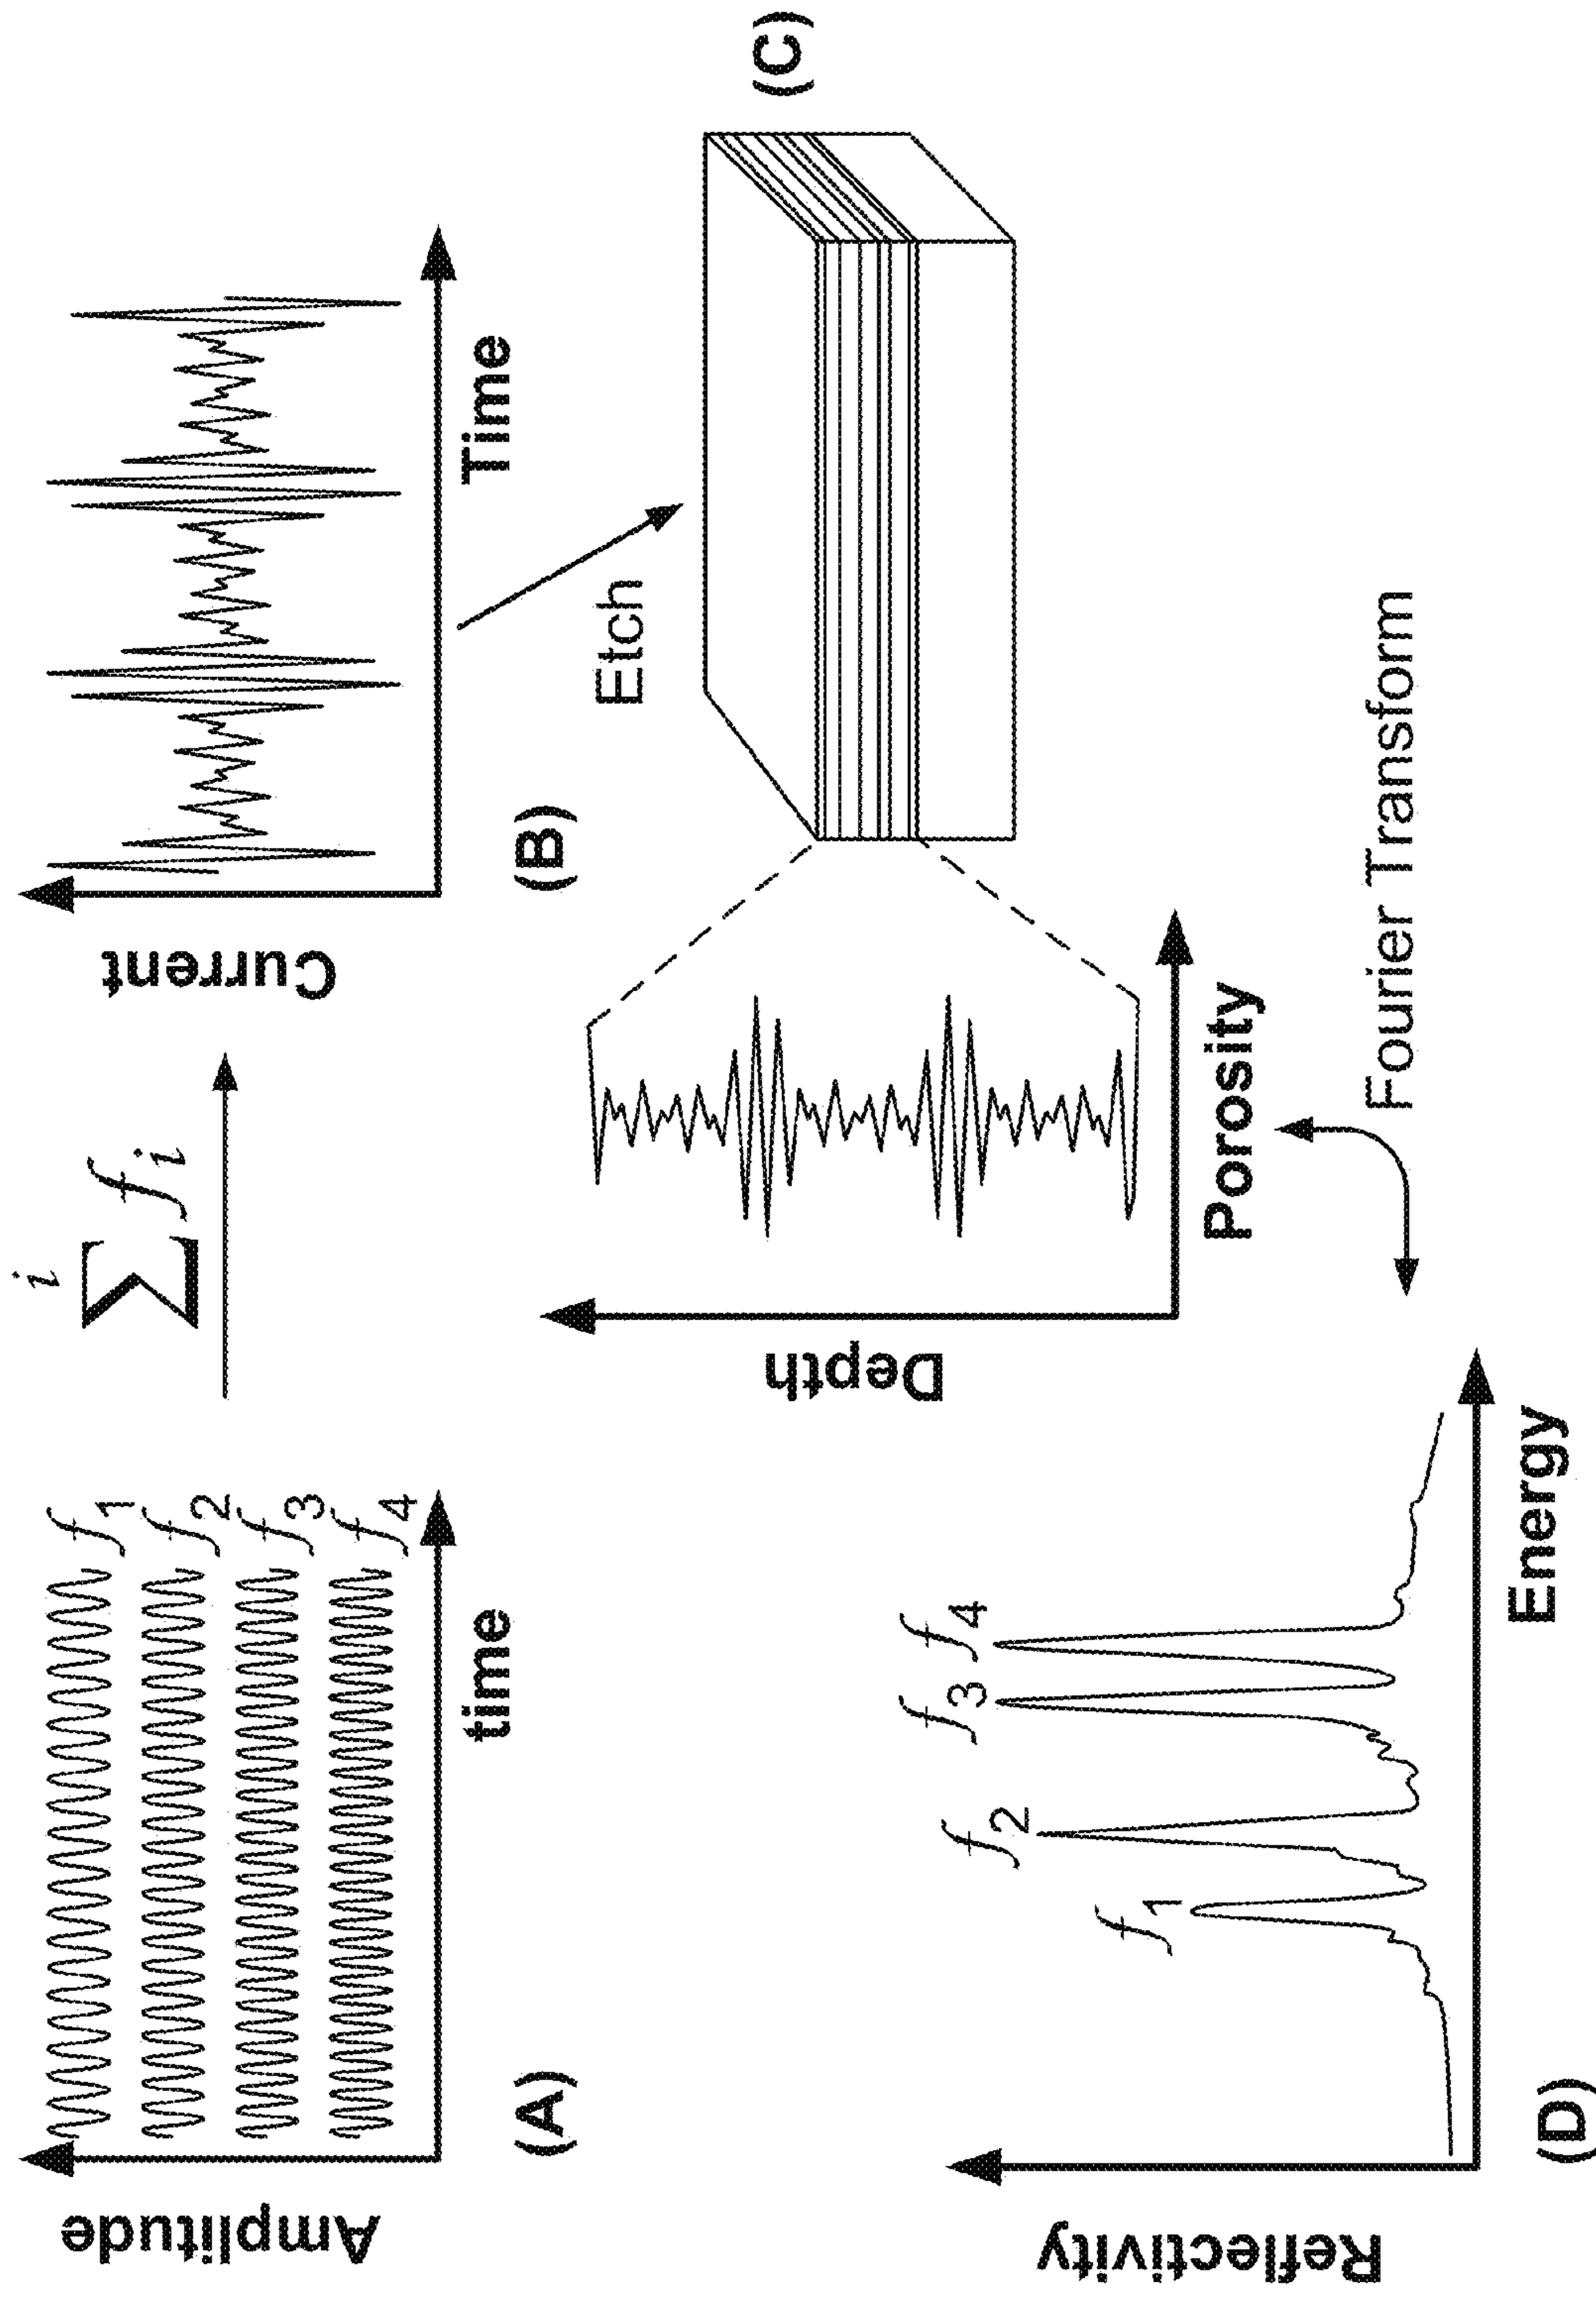 Amplitude
f1
f2
f3
f4
time
(A)
i
∑ fi
Current
Time
(B)
Etch
(C)
Depth
Porosity
Fourier Transform
Reflectivity
f1
f2
f3
f4
Energy
(D)